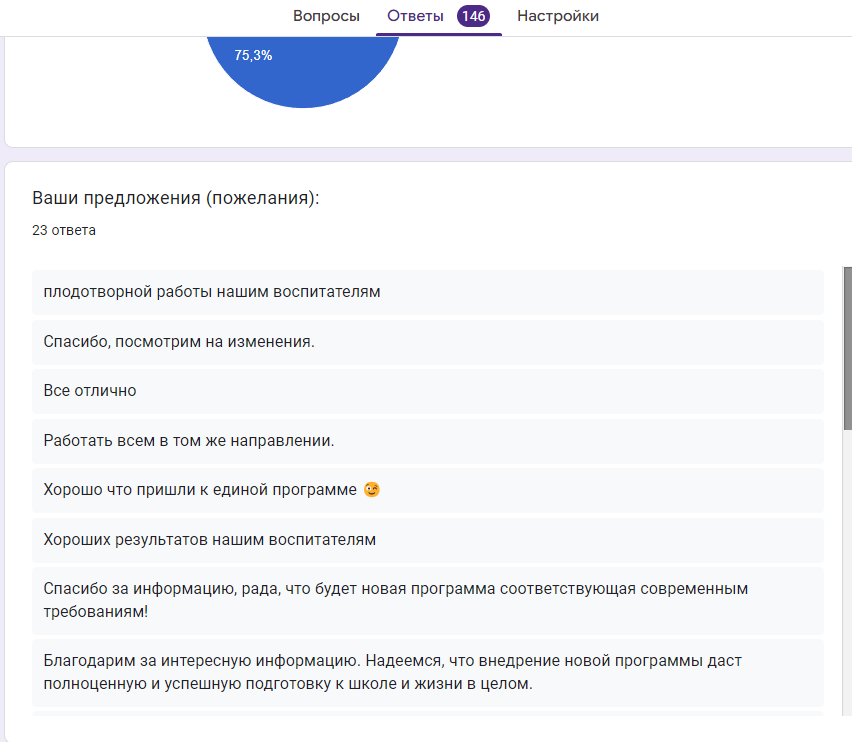 Вопросы Ответы 146 Настройки
75,3%
Ваши предложения (пожелания):
23 ответа
плодотворной работы нашим воспитателям
Спасибо, посмотрим на изменения.
Все отлично
Работать всем в том же направлении.
Хорошо что пришли к единой программе 😉
Хороших результатов нашим воспитателям
Спасибо за информацию, рада, что будет новая программа соответствующая современным
требованиям!
Благодарим за интересную информацию. Надеемся, что внедрение новой программы даст
полноценную и успешную подготовку к школе и жизни в целом.